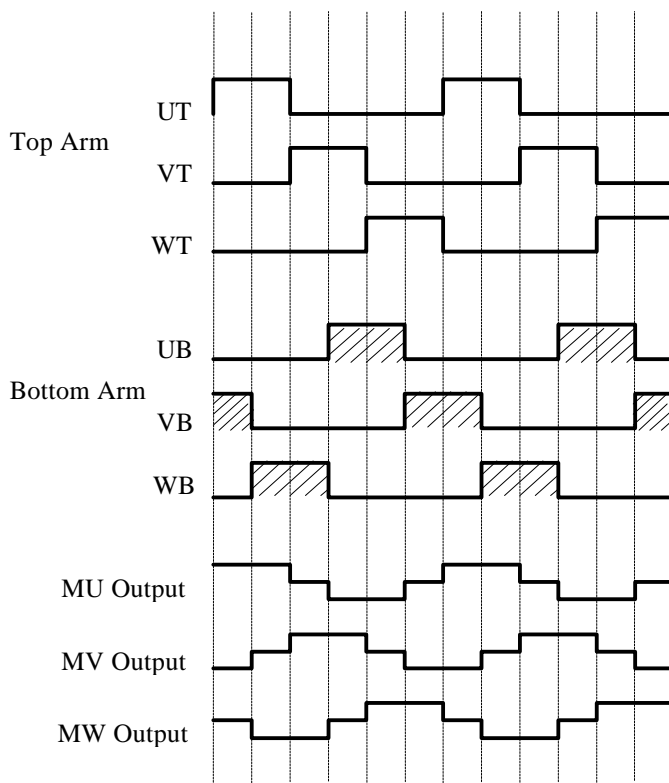 UT
Top Arm
VT
WT
UB
Bottom Arm
VB
WB
MU Output
MV Output
MW Output